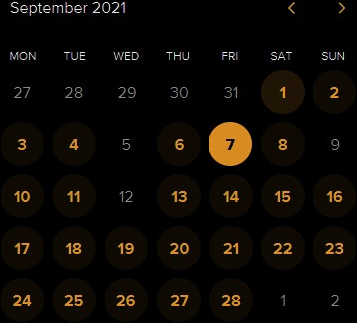 September 2021
MON TUE WED THU FRI SAT SUN
27 28 29 30 31 1 2
3 4 5 6 7 8 9
10 11 12 13 14 15 16
17 18 19 20 21 22 23
24 25 26 27 28 1 2